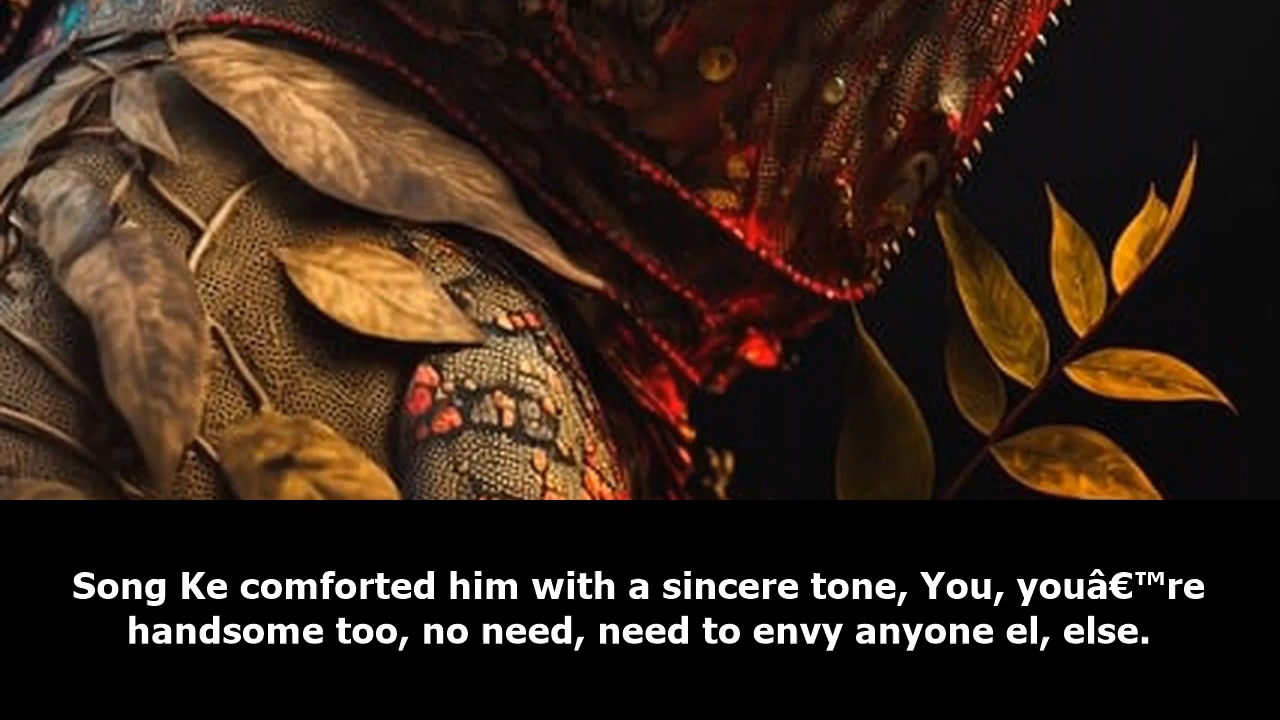 Song Ke comforted him with a sincere tone, You, youâ€™re
handsome too, no need, need to envy anyone el, else.